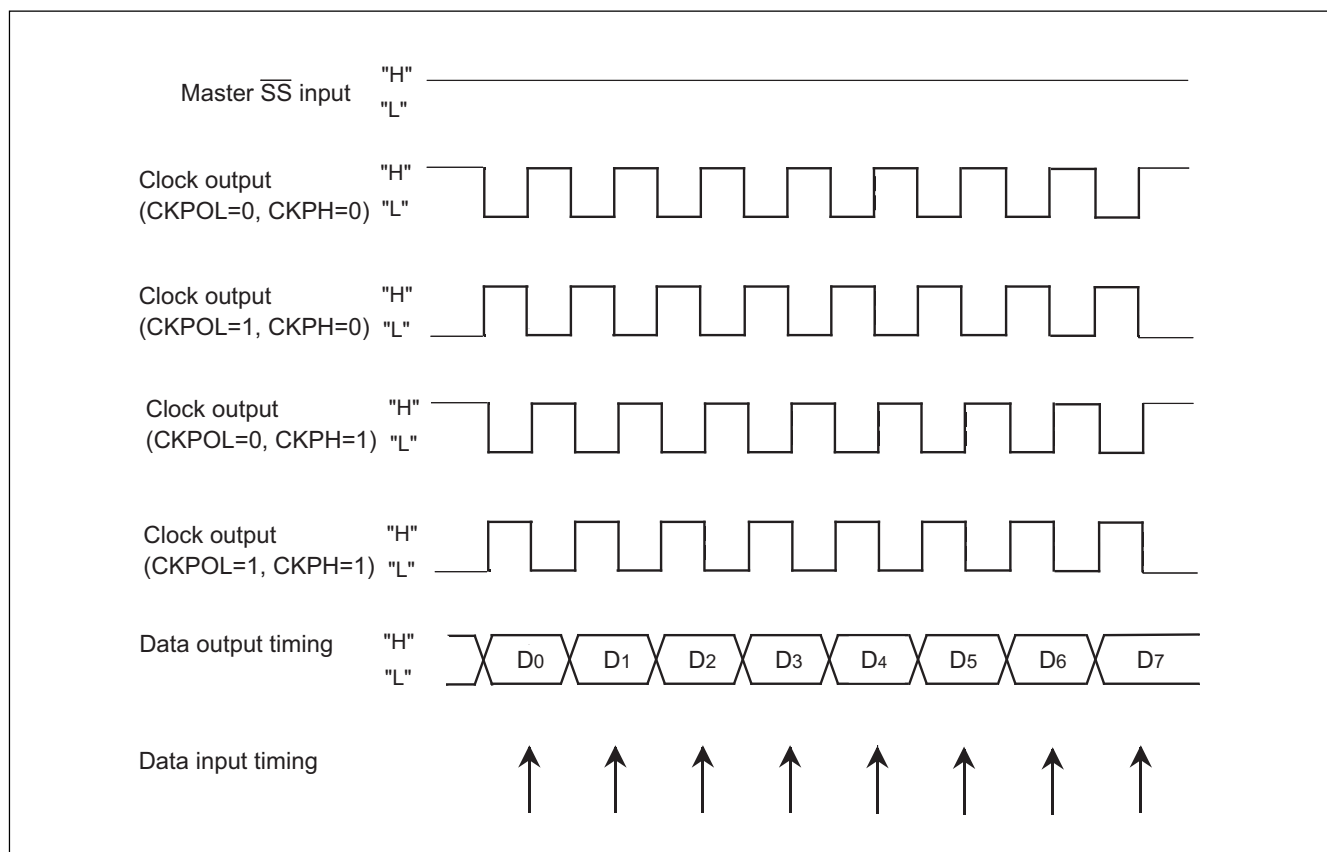 Master SS input "H"
"L"
Clock output "H"
(CKPOL=0, CKPH=0) "L"
Clock output "H"
(CKPOL=1, CKPH=0) "L"
Clock output "H"
(CKPOL=0, CKPH=1) "L"
Clock output "H"
(CKPOL=1, CKPH=1) "L"
Data output timing "H"
"L"
D0 D1 D2 D3 D4 D5 D6 D7
Data input timing